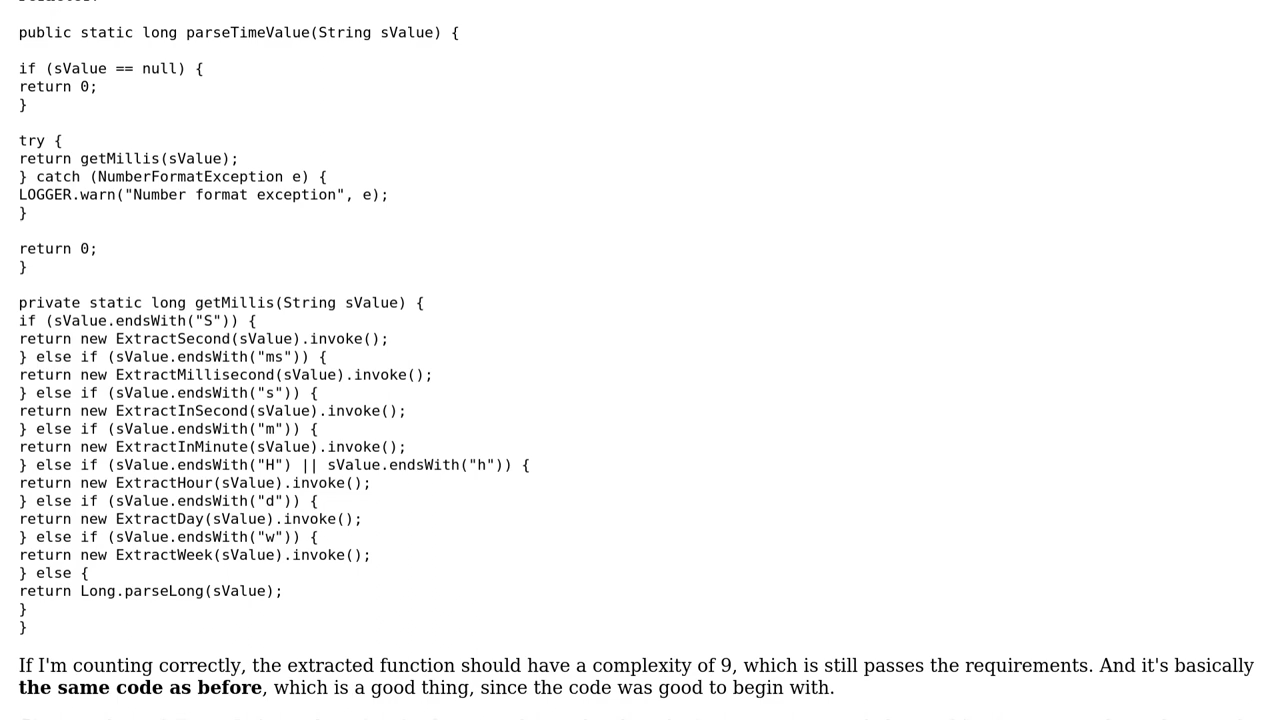 public static long parseTimeValue(String sValue) {
if (sValue == null) {
return 0;
}
try {
return getMillis(sValue);
} catch (NumberFormatException e) {
LOGGER.warn("Number format exception", e);
}
return 0;
}
private static long getMillis(String sValue) {
if (sValue.endsWith("S")) {
return new ExtractSecond(sValue).invoke();
} else if (sValue.endsWith("ms")) {
return new ExtractMillisecond(sValue).invoke();
} else if (sValue.endsWith("s")) {
return new ExtractInSecond(sValue).invoke();
} else if (sValue.endsWith("m")) {
return new ExtractInMinute(sValue).invoke();
} else if (sValue.endsWith("H") || sValue.endsWith("h")) {
return new ExtractHour(sValue).invoke();
} else if (sValue.endsWith("d")) {
return new ExtractDay(sValue).invoke();
} else if (sValue.endsWith("w")) {
return new ExtractWeek(sValue).invoke();
} else {
return Long.parseLong(sValue);
}
}
If I'm counting correctly, the extracted function should have a complexity of 9, which is still passes the requirements. And it's basically
the same code as before, which is a good thing, since the code was good to begin with.